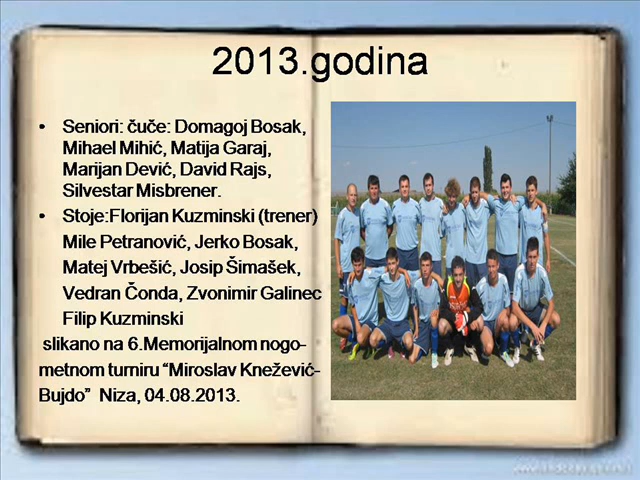 2013.godina
• Seniori: čuče: Domagoj Bosak,
Mihael Mihić, Matija Garaj,
Marijan Dević, David Rajs,
Silvestar Misbrener.
• Stoje:Florijan Kuzminski (trener)
Mile Petranović, Jerko Bosak,
Matej Vrbešić, Josip Šimašek,
Vedran Čonda, Zvonimir Galinec
Filip Kuzminski
slikano na 6.Memorijalnom nogo-
metnom turniru “Miroslav Knežević-
Bujdo” Niza, 04.08.2013.